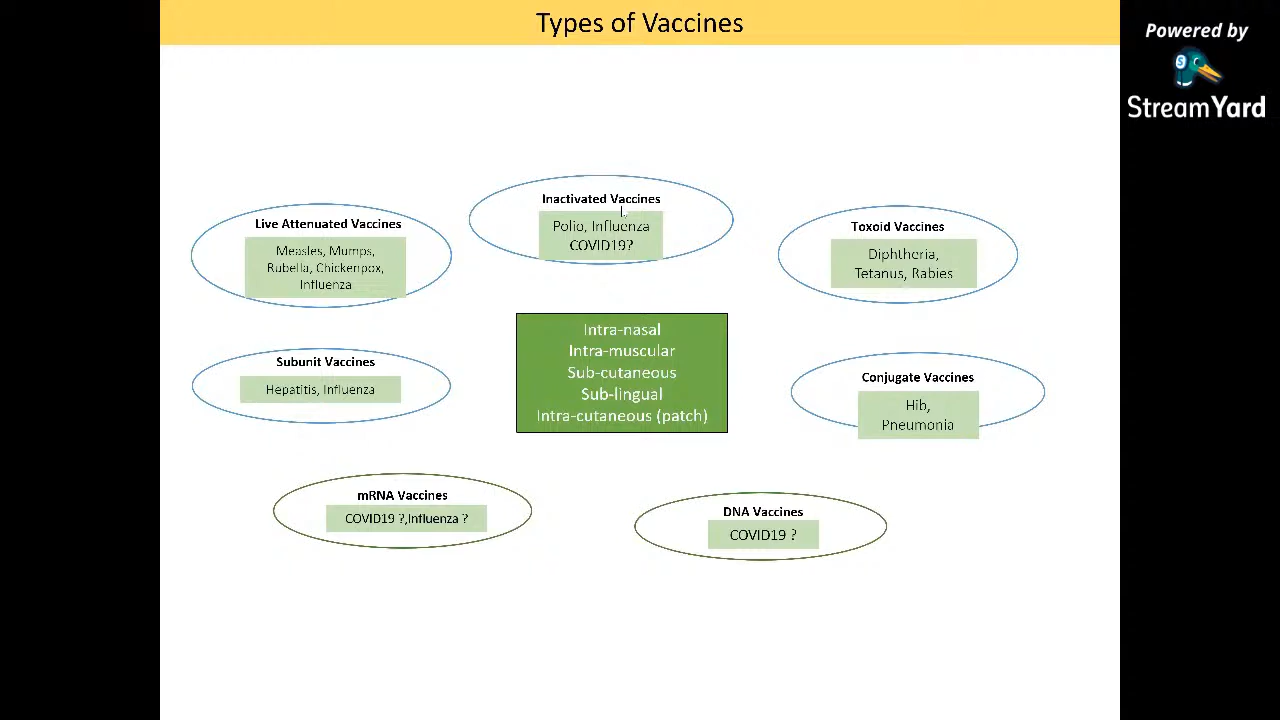 Types of Vaccines
Powered by
StreamYard
Inactivated Vaccines
Polio, Influenza
COVID19?
Live Attenuated Vaccines
Measles, Mumps,
Rubella, Chickenpox,
Influenza
Toxoid Vaccines
Diphtheria,
Tetanus, Rabies
Intra-nasal
Intra-muscular
Sub-cutaneous
Sub-lingual
Intra-cutaneous (patch)
Subunit Vaccines
Hepatitis, Influenza
Conjugate Vaccines
Hib,
Pneumonia
mRNA Vaccines
COVID19 ?,Influenza ?
DNA Vaccines
COVID19 ?